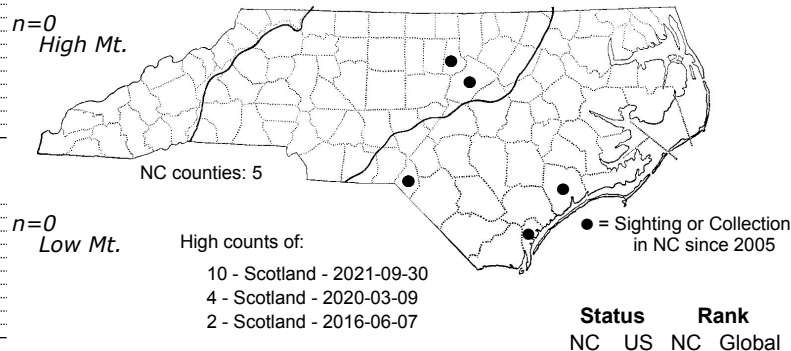 n=0
High Mt.
NC counties: 5
n=0
Low Mt.
High counts of:
10 - Scotland - 2021-09-30
4 - Scotland - 2020-03-09
2 - Scotland - 2016-06-07
● = Sighting or Collection
in NC since 2005
Status Rank
NC US NC Global